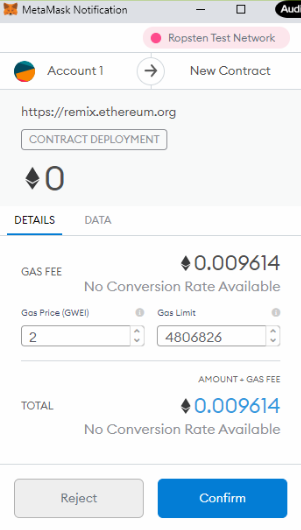 MetaMask Notification
Audi
Ropsten Test Network
Account 1
New Contract
https://remix.ethereum.org
CONTRACT DEPLOYMENT
0
DETAILS DATA
GAS FEE
0.009614
No Conversion Rate Available
Gas Price (GWEI) Gas Limit
2 4806826
AMOUNT + GAS FEE
TOTAL
0.009614
No Conversion Rate Available
Reject Confirm